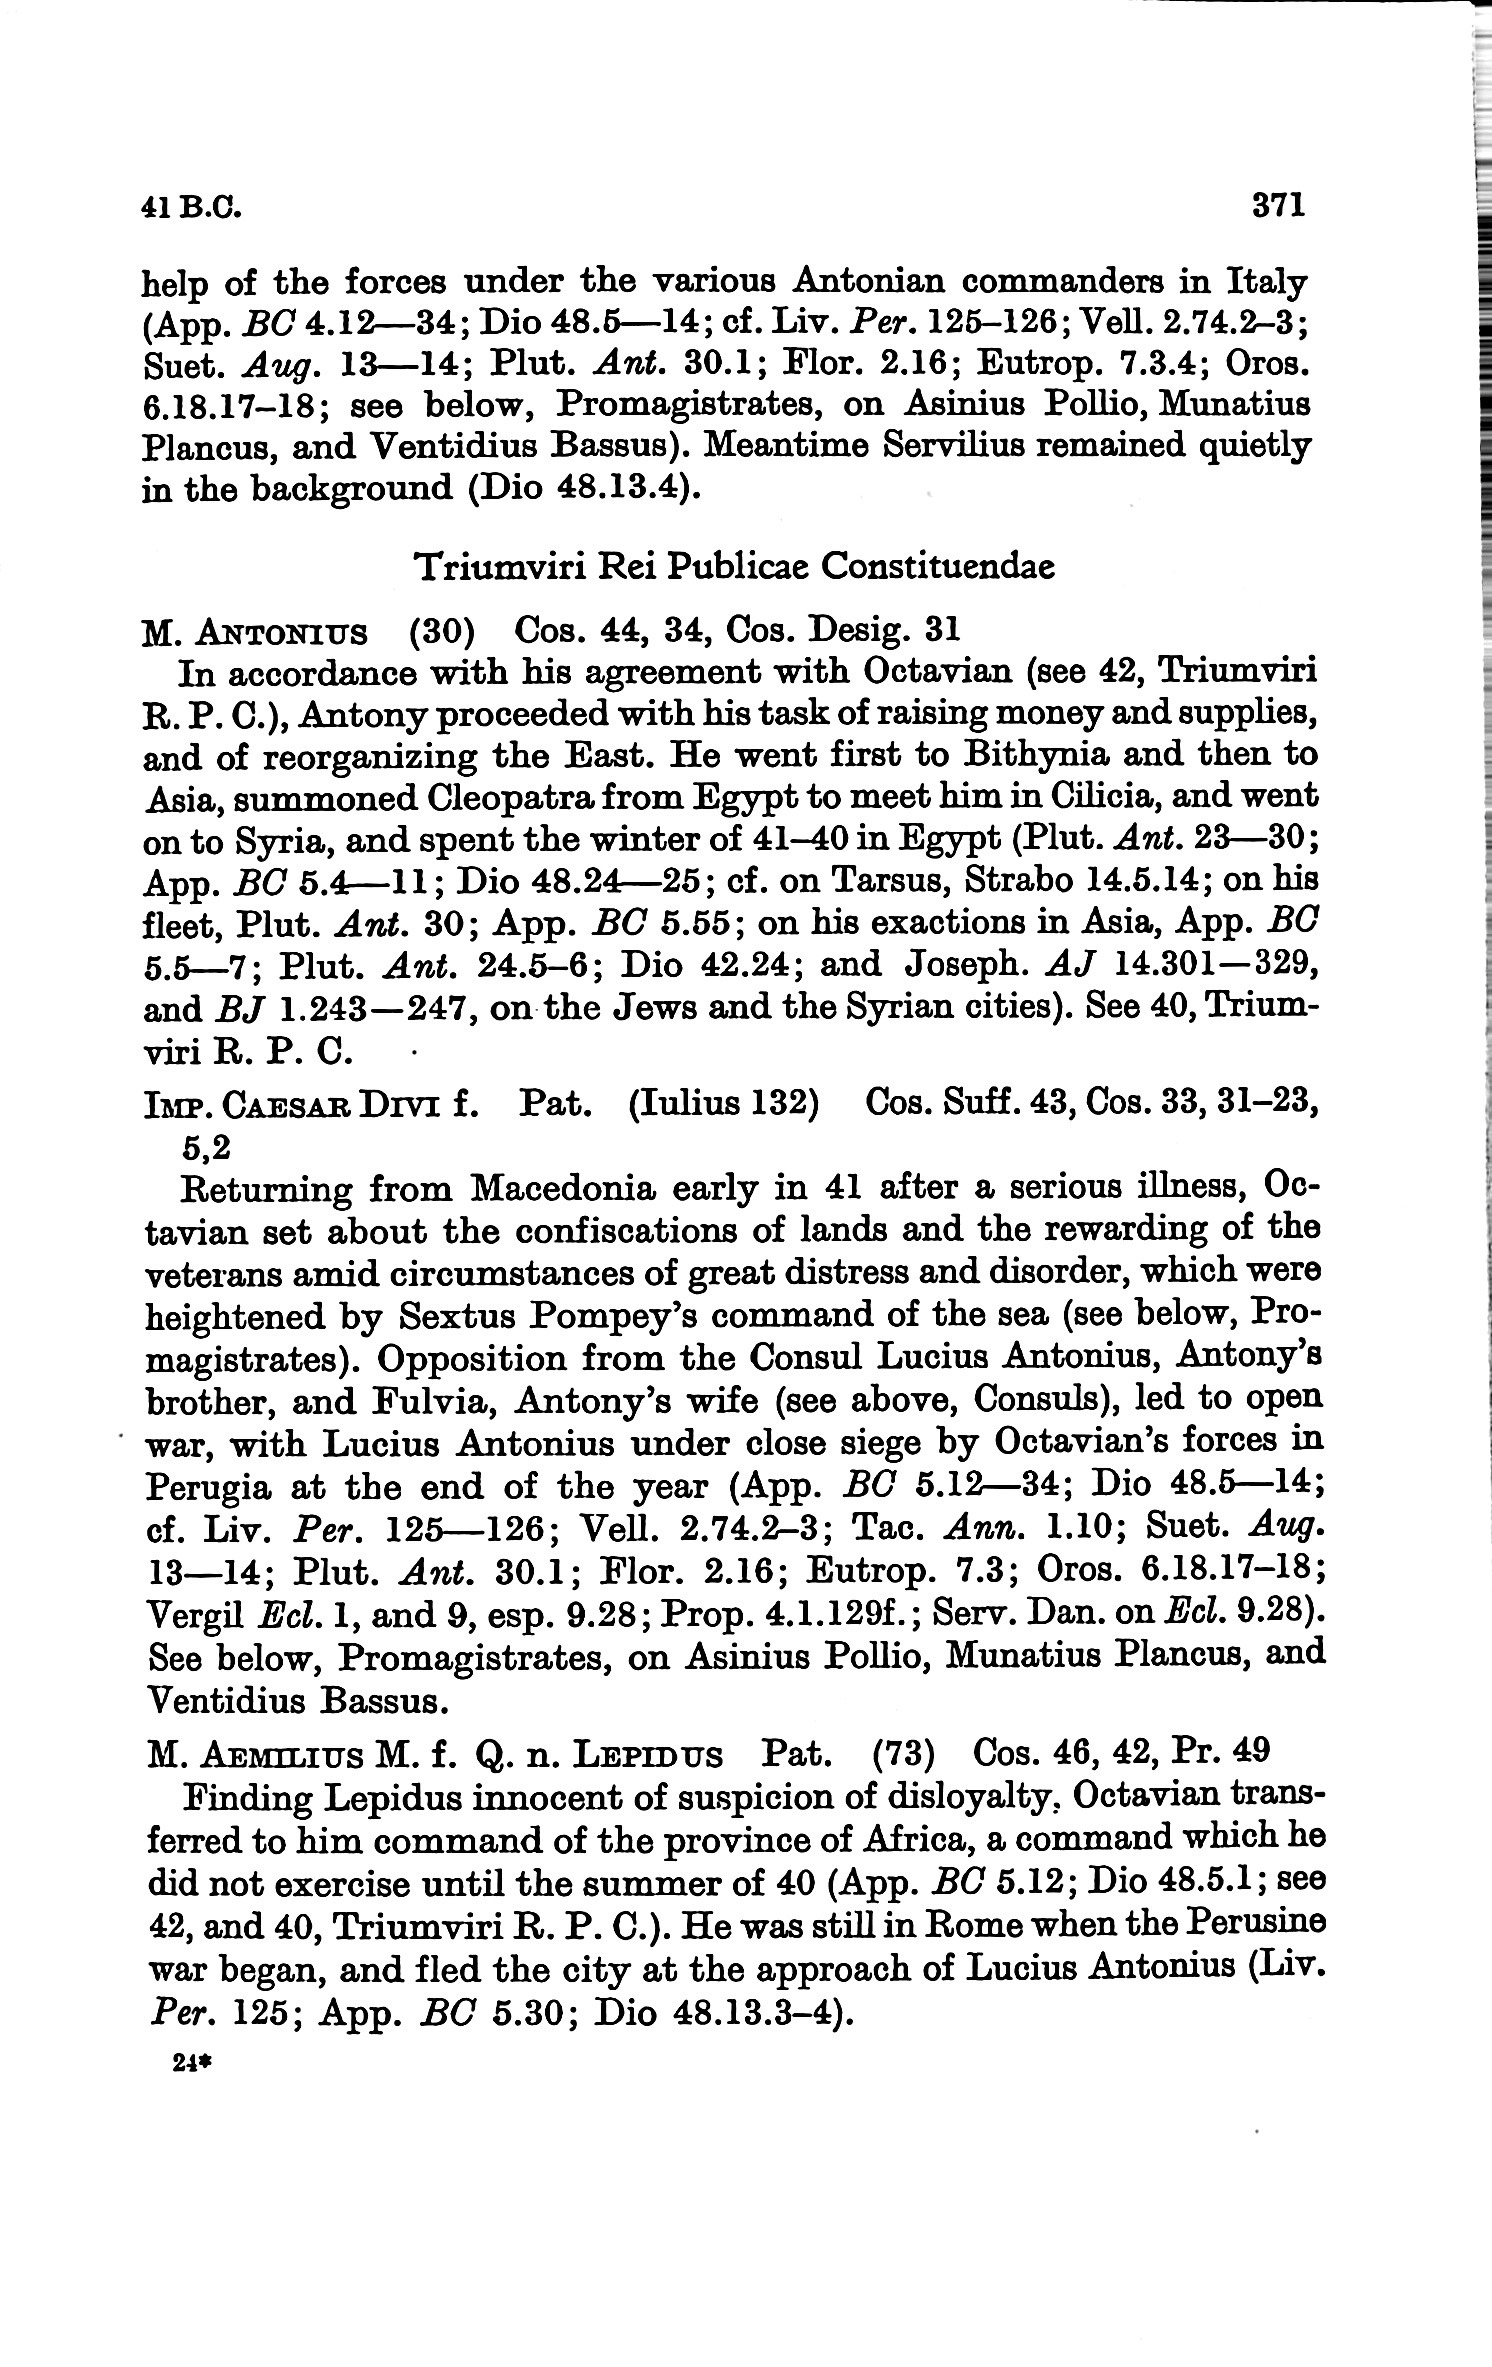 41 B.C. 371
help of the forces under the various Antonian commanders in Italy
(App. BC 4.12—34; Dio 48.5—14; cf. Liv. Per. 125–126; Vell. 2.74.2–3;
Suet. Aug. 13—14; Plut. Ant. 30.1; Flor. 2.16; Eutrop. 7.3.4; Oros.
6.18.17–18; see below, Promagistrates, on Asinius Pollio, Munatius
Plancus, and Ventidius Bassus). Meantime Servilius remained quietly
in the background (Dio 48.13.4).
Triumviri Rei Publicae Constituendae
M. ANTONIUS (30) Cos. 44, 34, Cos. Desig. 31
In accordance with his agreement with Octavian (see 42, Triumviri
R. P. C.), Antony proceeded with his task of raising money and supplies,
and of reorganizing the East. He went first to Bithynia and then to
Asia, summoned Cleopatra from Egypt to meet him in Cilicia, and went
on to Syria, and spent the winter of 41–40 in Egypt (Plut. Ant. 23—30;
App. BC 5.4—11; Dio 48.24—25; cf. on Tarsus, Strabo 14.5.14; on his
fleet, Plut. Ant. 30; App. BC 5.55; on his exactions in Asia, App. BC
5.5—7; Plut. Ant. 24.5–6; Dio 42.24; and Joseph. AJ 14.301—329,
and BJ 1.243—247, on the Jews and the Syrian cities). See 40, Trium-
viri R. P. C.
IMP. CAESAR DIVI f. Pat. (Iulius 132) Cos. Suff. 43, Cos. 33, 31–23,
5,2
Returning from Macedonia early in 41 after a serious illness, Oc-
tavian set about the confiscations of lands and the rewarding of the
veterans amid circumstances of great distress and disorder, which were
heightened by Sextus Pompey's command of the sea (see below, Pro-
magistrates). Opposition from the Consul Lucius Antonius, Antony's
brother, and Fulvia, Antony's wife (see above, Consuls), led to open
war, with Lucius Antonius under close siege by Octavian's forces in
Perugia at the end of the year (App. BC 5.12—34; Dio 48.5—14;
cf. Liv. Per. 125—126; Vell. 2.74.2–3; Tac. Ann. 1.10; Suet. Aug.
13—14; Plut. Ant. 30.1; Flor. 2.16; Eutrop. 7.3; Oros. 6.18.17–18;
Vergil Ecl. 1, and 9, esp. 9.28; Prop. 4.1.129f.; Serv. Dan. on Ecl. 9.28).
See below, Promagistrates, on Asinius Pollio, Munatius Plancus, and
Ventidius Bassus.
M. AEMILIUS M. f. Q. n. LEPIDUS Pat. (73) Cos. 46, 42, Pr. 49
Finding Lepidus innocent of suspicion of disloyalty, Octavian trans-
ferred to him command of the province of Africa, a command which he
did not exercise until the summer of 40 (App. BC 5.12; Dio 48.5.1; see
42, and 40, Triumviri R. P. C.). He was still in Rome when the Perusine
war began, and fled the city at the approach of Lucius Antonius (Liv.
Per. 125; App. BC 5.30; Dio 48.13.3–4).
24*